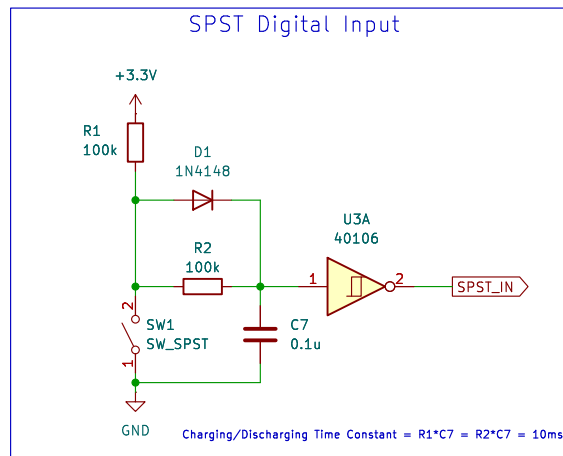 SPST Digital Input
+3.3V
R1
100k
D1
1N4148
U3A
40106
R2
100k
1
2
SPST_IN
2
SW1
SW_SPST
1
C7
0.1u
GND
Charging/Discharging Time Constant = R1*C7 = R2*C7 = 10ms